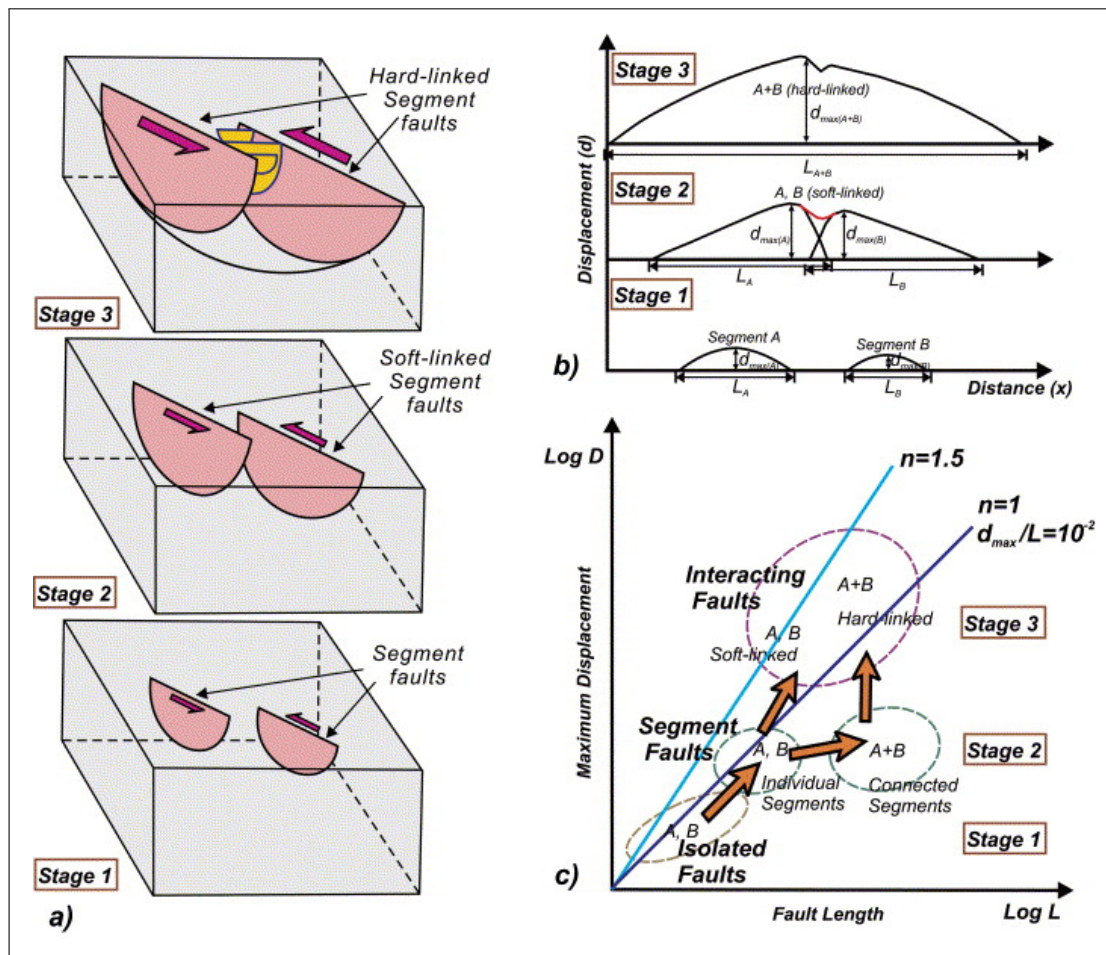 Hard-linked
Segment
faults
Stage 3
Soft-linked
Segment
faults
Stage 2
Segment
faults
Stage 1
a)
Displacement (d)
Stage 3
A+B (hard-linked)
dmax(A+B)
LA+B
Stage 2
A, B (soft-linked)
dmax(A)
dmax(B)
LA
LB
Stage 1
Segment A
Segment B
dmax(A)
dmax(B)
LA
LB
Distance (x)
b)
Log D
Maximum Displacement
n=1.5
n=1
dmax/L=10-2
Interacting
Faults
A+B
Hard-linked
A, B
Soft-linked
Stage 3
Segment
Faults
A, B
Individual
Segments
A+B
Connected
Segments
Stage 2
A, B
Isolated
Faults
Stage 1
c)
Fault Length
Log L